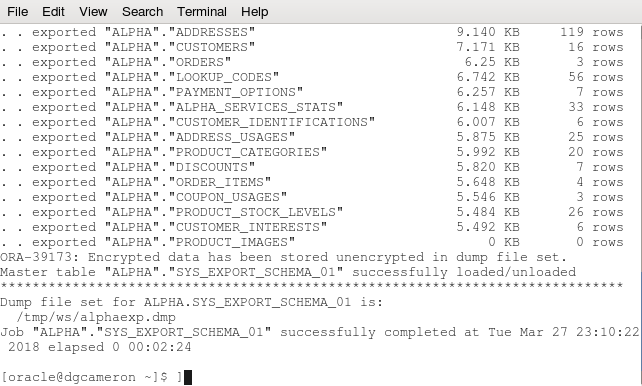 File Edit View Search Terminal Help
. . exported "ALPHA"."ADDRESSES" 9.140 KB 119 rows
. . exported "ALPHA"."CUSTOMERS" 7.171 KB 16 rows
. . exported "ALPHA"."ORDERS" 6.25 KB 3 rows
. . exported "ALPHA"."LOOKUP_CODES" 6.742 KB 56 rows
. . exported "ALPHA"."PAYMENT_OPTIONS" 6.257 KB 7 rows
. . exported "ALPHA"."ALPHA_SERVICES_STATS" 6.148 KB 33 rows
. . exported "ALPHA"."CUSTOMER_IDENTIFICATIONS" 6.007 KB 6 rows
. . exported "ALPHA"."ADDRESS_USAGES" 5.875 KB 25 rows
. . exported "ALPHA"."PRODUCT_CATEGORIES" 5.992 KB 20 rows
. . exported "ALPHA"."DISCOUNTS" 5.820 KB 7 rows
. . exported "ALPHA"."ORDER_ITEMS" 5.648 KB 4 rows
. . exported "ALPHA"."COUPON_USAGES" 5.546 KB 3 rows
. . exported "ALPHA"."PRODUCT_STOCK_LEVELS" 5.484 KB 26 rows
. . exported "ALPHA"."CUSTOMER_INTERESTS" 5.492 KB 6 rows
. . exported "ALPHA"."PRODUCT_IMAGES" 0 KB 0 rows
ORA-39173: Encrypted data has been stored unencrypted in dump file set.
Master table "ALPHA"."SYS_EXPORT_SCHEMA_01" successfully loaded/unloaded
******************************************************************************
Dump file set for ALPHA.SYS_EXPORT_SCHEMA_01 is:
/tmp/ws/alphaexp.dmp
Job "ALPHA"."SYS_EXPORT_SCHEMA_01" successfully completed at Tue Mar 27 23:10:22
2018 elapsed 0 00:02:24
[oracle@dgcameron ~]$ ]